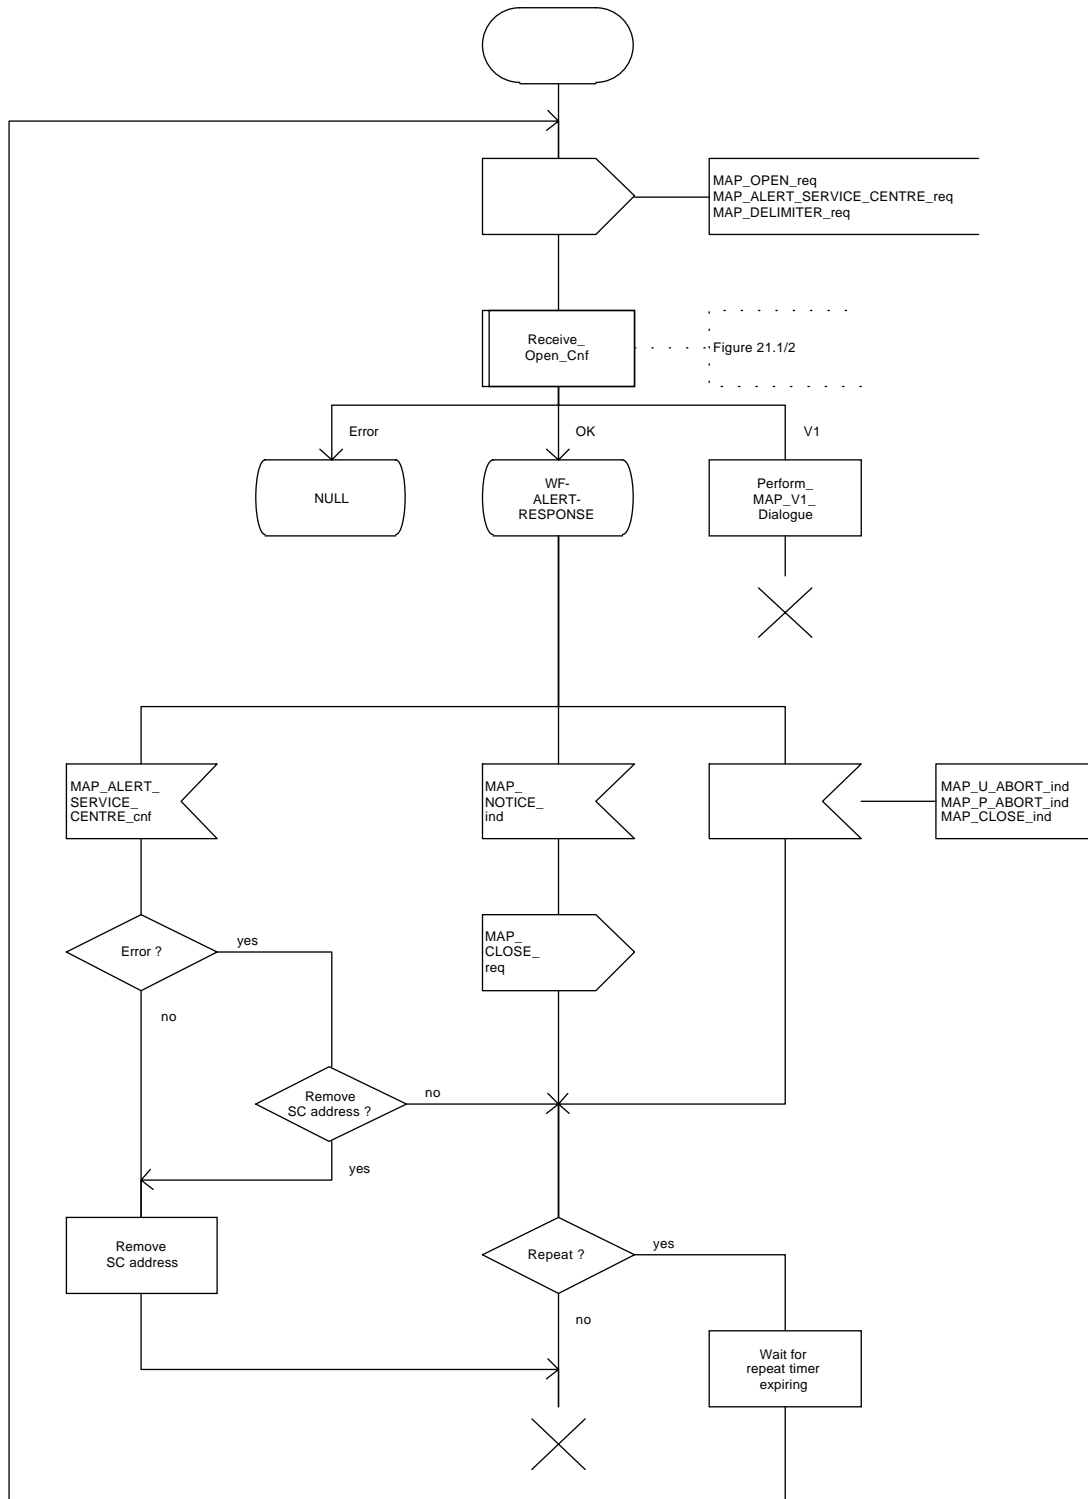 MAP_OPEN_req
MAP_ALERT_SERVICE_CENTRE_req
MAP_DELIMITER_req
Receive_
Open_Cnf
Figure 21.1/2
Error
OK
V1
NULL
WF-
ALERT-
RESPONSE
Perform_
MAP_V1_
Dialogue
MAP_ALERT_
SERVICE_
CENTRE_cnf
MAP_
NOTICE_
ind
MAP_U_ABORT_ind
MAP_P_ABORT_ind
MAP_CLOSE_ind
Error ?
yes
MAP_
CLOSE_
req
no
Remove
SC address ?
no
yes
Remove
SC address
Repeat ?
yes
no
Wait for
repeat timer
expiring